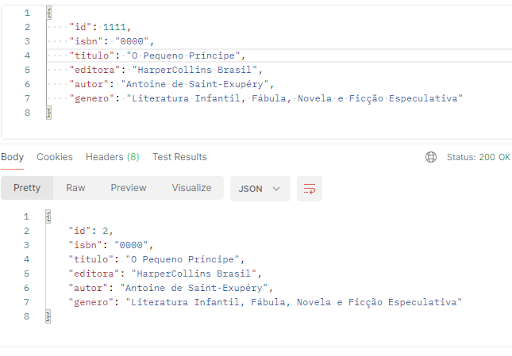 1 {
2 "id": 1111,
3 "isbn": "0000",
4 "titulo": "O Pequeno Príncipe",
5 "editora": "HarperCollins Brasil",
6 "autor": "Antoine de Saint-Exupéry",
7 "genero": "Literatura Infantil, Fábula, Novela e Ficção Especulativa"
8 }
Body Cookies Headers (8) Test Results Status: 200 OK
Pretty Raw Preview Visualize JSON
1 {
2 "id": 2,
3 "isbn": "0000",
4 "titulo": "O Pequeno Príncipe",
5 "editora": "HarperCollins Brasil",
6 "autor": "Antoine de Saint-Exupéry",
7 "genero": "Literatura Infantil, Fábula, Novela e Ficção Especulativa"
8 }